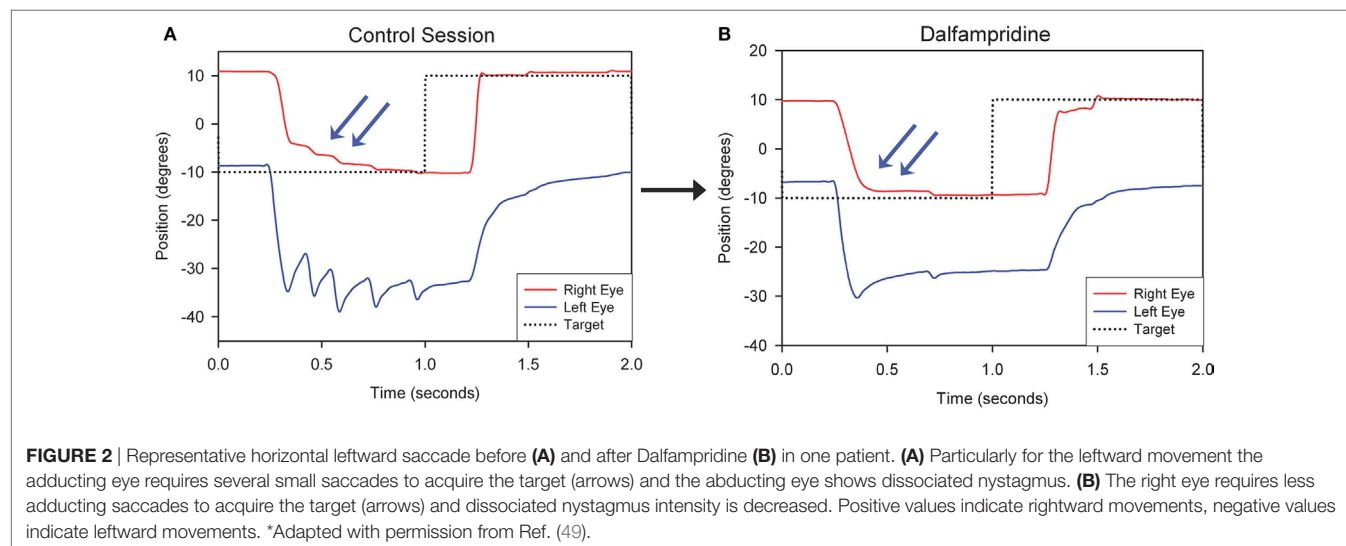 A
Control Session
10
0
-10
-20
-30
-40
Position (degrees)
0.0
0.5
1.0
1.5
2.0
Time (seconds)
Right Eye
Left Eye
Target
B
Dalfampridine
20
10
0
-10
-20
-30
-40
Position (degrees)
0.0
0.5
1.0
1.5
2.0
Time (seconds)
Right Eye
Left Eye
Target
FIGURE 2 | Representative horizontal leftward saccade before (A) and after Dalfampridine (B) in one patient. (A) Particularly for the leftward movement the
adducting eye requires several small saccades to acquire the target (arrows) and the abducting eye shows dissociated nystagmus. (B) The right eye requires less
adducting saccades to acquire the target (arrows) and dissociated nystagmus intensity is decreased. Positive values indicate rightward movements, negative values
indicate leftward movements. *Adapted with permission from Ref. (49).